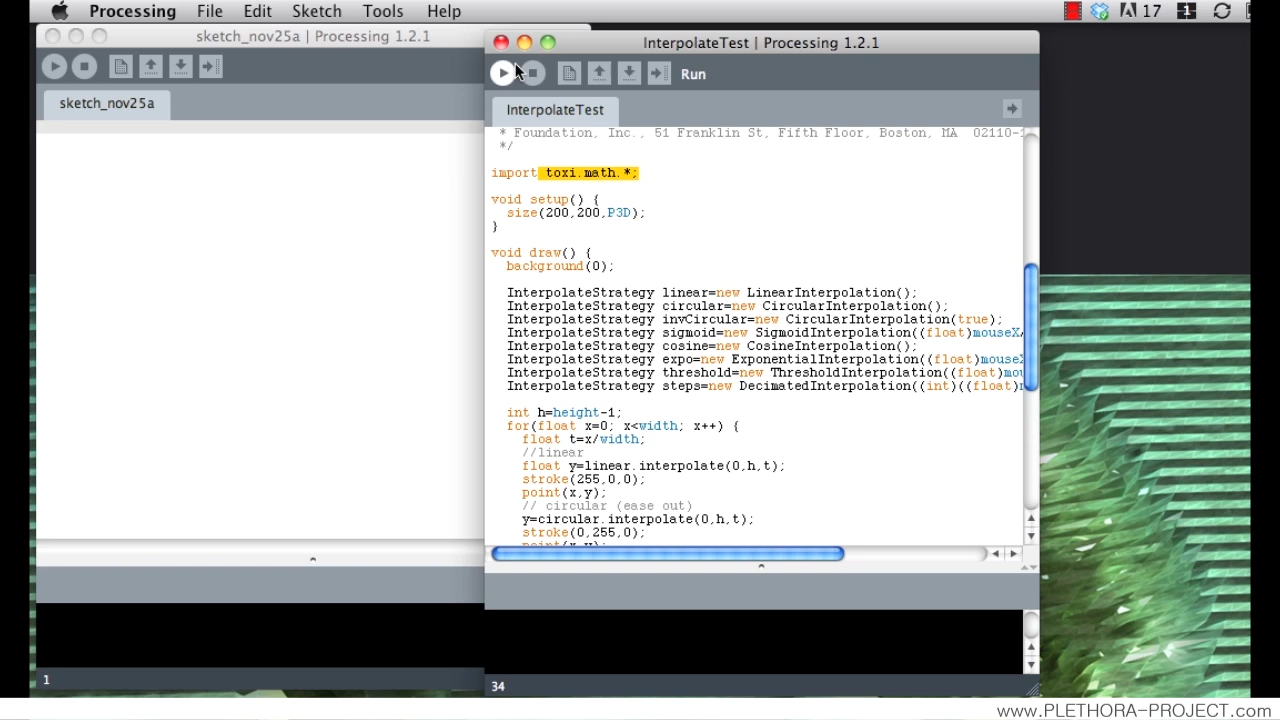 Processing File Edit Sketch Tools Help 17 1
sketch_nov25a | Processing 1.2.1
sketch_nov25a
1
InterpolateTest | Processing 1.2.1
Run
InterpolateTest
* Foundation, Inc., 51 Franklin St, Fifth Floor, Boston, MA 02110-1
*/
import toxi.math.*;
void setup() {
size(200,200,P3D);
}
void draw() {
background(0);
InterpolateStrategy linear=new LinearInterpolation();
InterpolateStrategy circular=new CircularInterpolation();
InterpolateStrategy invCircular=new CircularInterpolation(true);
InterpolateStrategy sigmoid=new SigmoidInterpolation((float)mouseX/
InterpolateStrategy cosine=new CosineInterpolation();
InterpolateStrategy expo=new ExponentialInterpolation((float)mouseX
InterpolateStrategy threshold=new ThresholdInterpolation((float)mou
InterpolateStrategy steps=new DecimatedInterpolation((int)((float)m
int h=height-1;
for(float x=0; x<width; x++) {
float t=x/width;
//linear
float y=linear.interpolate(0,h,t);
stroke(255,0,0);
point(x,y);
// circular (ease out)
y=circular.interpolate(0,h,t);
stroke(0,255,0);
point(x,y);
34
www.PLETHORA-PROJECT.com